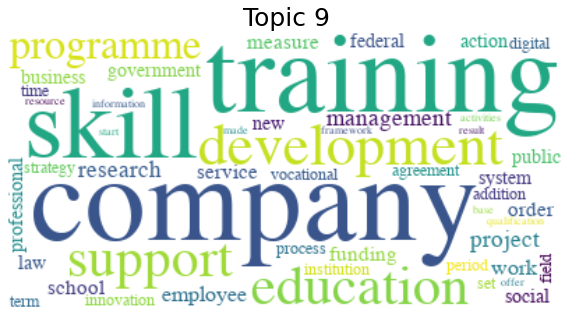 Topic 9
programme
measure
federal
action
digital
business
government
training
time
resource
information
skill
new
management
activities
start
made
framework
result
development
strategy
research
service
vocational
agreement
public
professional
company
system
addition
base
qualification
order
process
project
support
funding
law
institution
period
work
field
school
education
set
offer
term
innovation
employee
social